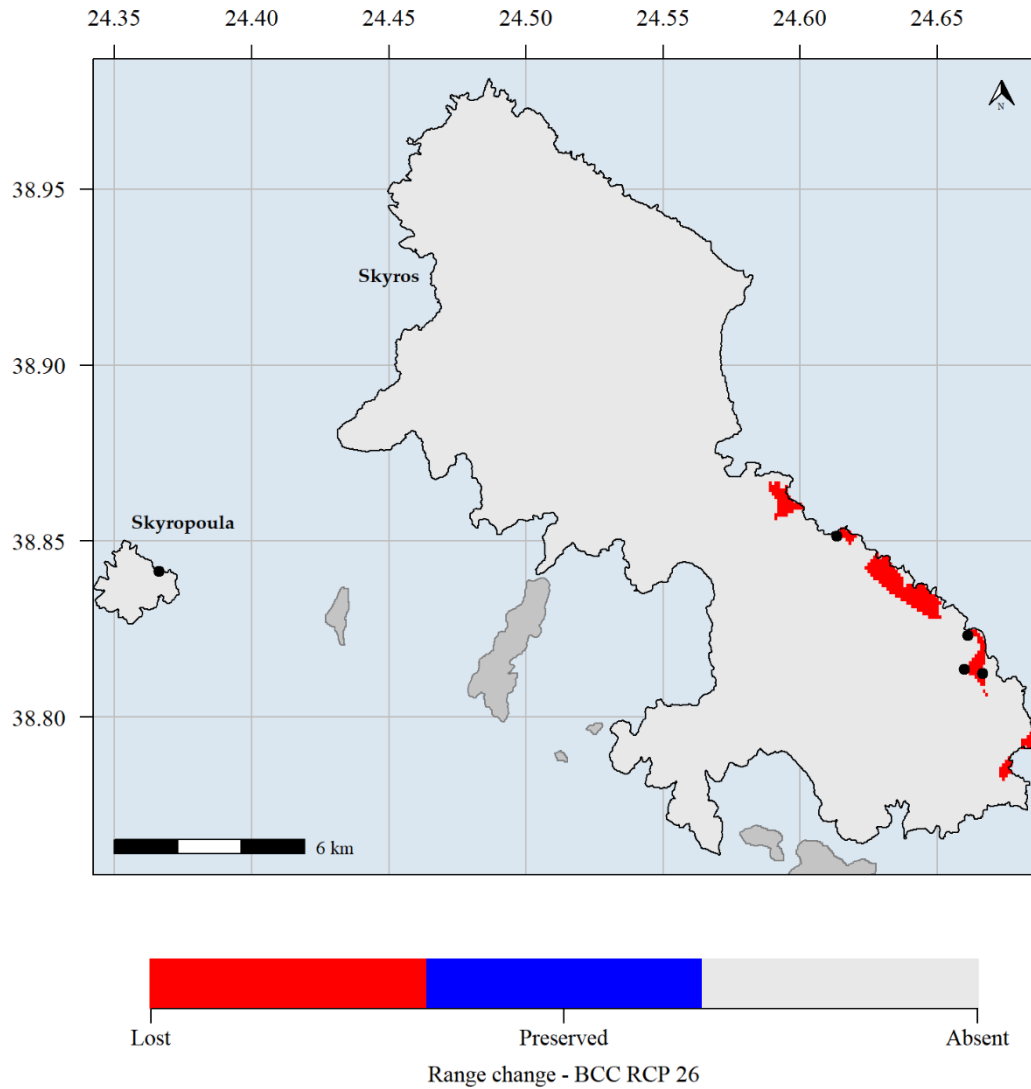 24.35 24.40 24.45 24.50 24.55 24.60 24.65
N
38.95
Skyros
38.90
Skyropoula
38.85
38.80
6 km
Lost Preserved Absent
Range change - BCC RCP 26